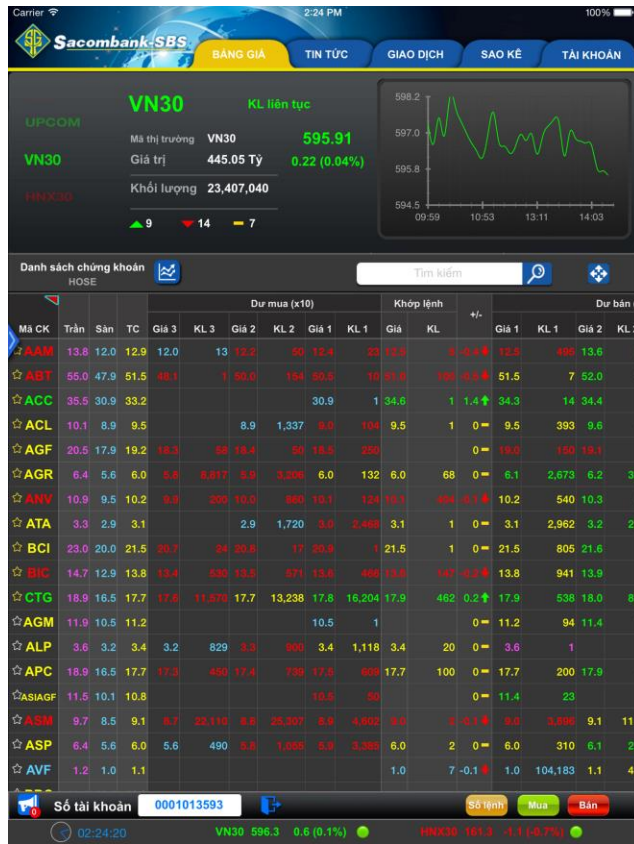 Carrier 2:24 PM 100%
Sacombank-SBS BẢNG GIÁ TIN TỨC GIAO DỊCH SAO KÊ TÀI KHOẢN
UPCOM
VN30
HNX30
VN30 KL liên tục
Mã thị trường VN30 595.91
Giá trị 445.05 Tỷ 0.22 (0.04%)
Khối lượng 23,407,040
9 14 7
598.2
597.0
595.8
594.5
09:59 10:53 13:11 14:03
Danh sách chứng khoán
HOSE
Tìm kiếm
Dư mua (x10) Khớp lệnh +/- Dư bán
Mã CK Trần Sàn TC Giá 3 KL 3 Giá 2 KL 2 Giá 1 KL 1 Giá KL Giá 1 KL 1 Giá 2 KL
AAM 13.8 12.0 12.9 12.0 13 12.2 50 12.4 23 12.5 12.5 495 13.6
ABT 55.0 47.9 51.5 48.1 1 50.0 154 50.5 10 51.5 7 52.0
ACC 35.5 30.9 33.2 30.9 1 34.6 1 1.4 34.3 14 34.4
ACL 10.1 8.9 9.5 8.9 1,337 9.0 104 9.5 1 0 9.5 393 9.6
AGF 20.5 17.9 19.2 18.3 58 18.4 50 18.5 250 0 19.0 150 19.1
AGR 6.4 5.6 6.0 5.8 8,817 5.9 3,206 6.0 132 6.0 68 0 6.1 2,673 6.2
ANV 10.9 9.5 10.2 9.9 200 10.0 960 10.1 124 10.1 10.2 540 10.3
ATA 3.3 2.9 3.1 2.9 1,720 3.0 2,468 3.1 1 0 3.1 2,962 3.2
BCI 23.0 20.0 21.5 20.7 24 20.8 17 20.9 1 21.5 1 0 21.5 805 21.6
BIC 14.7 12.9 13.8 13.4 530 13.5 571 13.6 466 13.6 147 13.8 941 13.9
CTG 18.9 16.5 17.7 17.6 11,570 17.7 13,238 17.8 16,204 17.9 462 0.2 17.9 538 18.0
AGM 11.9 10.5 11.2 10.5 1 0 11.2 94 11.4
ALP 3.6 3.2 3.4 3.2 829 3.3 900 3.4 1,118 3.4 20 0 3.6 1
APC 18.9 16.5 17.7 17.3 450 17.4 739 17.5 609 17.7 100 0 17.7 200 17.9
ASIAGF 11.5 10.1 10.8 10.5 50 0 11.4 23
ASM 9.7 8.5 9.1 8.7 22,110 8.8 25,307 8.9 4,602 9.0 9.0 3,896 9.1
ASP 6.4 5.6 6.0 5.6 490 5.8 1,055 5.9 3,385 6.0 2 0 6.0 310 6.1
AVF 1.2 1.0 1.1 1.0 7 -0.1 1.0 104,183 1.1
Số tài khoản 0001013593 Sổ lệnh Mua Bán
02:24:20 VN30 596.3 0.6 (0.1%) HNX30 161.3 -1.1 (-0.7%)